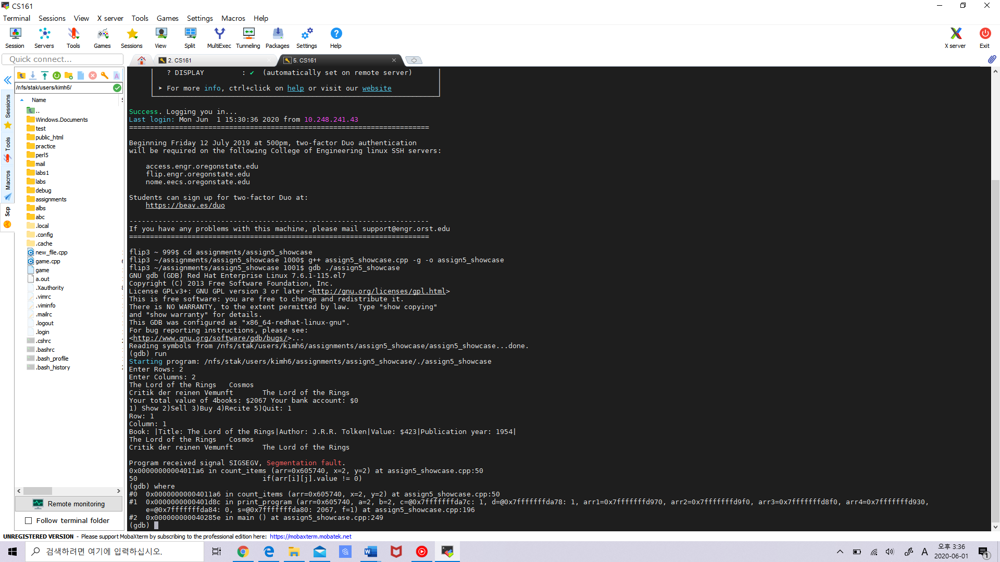 CS161
Terminal Sessions View X server Tools Games Settings Macros Help
Session Servers Tools Games Sessions View Split MultiExec Tunneling Packages Settings Help X server Exit
Quick connect...
2. CS161
5. CS161
/nfs/stak/users/kimh6/
Name
..
Windows.Documents
test
public_html
practice
perl5
mail
labs1
labs
debug
assignments
albs
abc
.local
.config
.cache
new_file.cpp
game.cpp
game
a.out
.Xauthority
.vimrc
.viminfo
.mailrc
.logout
.login
.cshrc
.bashrc
.bash_profile
.bash_history
Sessions
Tools
Macros
Scp
Remote monitoring
Follow terminal folder
? DISPLAY : ✔ (automatically set on remote server)
➤ For more info, ctrl+click on help or visit our website
Success. Logging you in...
Last login: Mon Jun  1 15:30:36 2020 from 10.248.241.43
========================================================================
Beginning Friday 12 July 2019 at 500pm, two-factor Duo authentication
will be required on the following College of Engineering linux SSH servers:
access.engr.oregonstate.edu
flip.engr.oregonstate.edu
nome.eecs.oregonstate.edu
Students can sign up for two-factor Duo at:
https://beav.es/duo
------------------------------------------------------------------------
If you have any problems with this machine, please mail support@engr.orst.edu
========================================================================
flip3 ~ 999$ cd assignments/assign5_showcase
flip3 ~/assignments/assign5_showcase 1000$ g++ assign5_showcase.cpp -g -o assign5_showcase
flip3 ~/assignments/assign5_showcase 1001$ gdb ./assign5_showcase
GNU gdb (GDB) Red Hat Enterprise Linux 7.6.1-115.el7
Copyright (C) 2013 Free Software Foundation, Inc.
License GPLv3+: GNU GPL version 3 or later <http://gnu.org/licenses/gpl.html>
This is free software: you are free to change and redistribute it.
There is NO WARRANTY, to the extent permitted by law.  Type "show copying"
and "show warranty" for details.
This GDB was configured as "x86_64-redhat-linux-gnu".
For bug reporting instructions, please see:
<http://www.gnu.org/software/gdb/bugs/>...
Reading symbols from /nfs/stak/users/kimh6/assignments/assign5_showcase/assign5_showcase...done.
(gdb) run
Starting program: /nfs/stak/users/kimh6/assignments/assign5_showcase/./assign5_showcase
Enter Rows: 2
Enter Columns: 2
The Lord of the Rings   Cosmos
Critik der reinen Vemunft       The Lord of the Rings
Your total value of 4books: $2067 Your bank account: $0
1) Show 2)Sell 3)Buy 4)Recite 5)Quit: 1
Row: 1
Column: 1
Book: |Title: The Lord of the Rings|Author: J.R.R. Tolken|Value: $423|Publication year: 1954|
The Lord of the Rings   Cosmos
Critik der reinen Vemunft       The Lord of the Rings
Program received signal SIGSEGV, Segmentation fault.
0x00000000004011a6 in count_items (arr=0x605740, x=2, y=2) at assign5_showcase.cpp:50
50                              if(arr[i][j].value != 0)
(gdb) where
#0  0x00000000004011a6 in count_items (arr=0x605740, x=2, y=2) at assign5_showcase.cpp:50
#1  0x0000000000401d8c in print_program (arr=0x605740, a=2, b=2, c=@0x7fffffffda7c: 1, d=@0x7fffffffda78: 1, arr1=0x7fffffffd970, arr2=0x7fffffffd9f0, arr3=0x7fffffffd8f0, arr4=0x7fffffffd930,
e=@0x7fffffffda84: 0, s=@0x7fffffffda80: 2067, f=1) at assign5_showcase.cpp:196
#2  0x000000000040285e in main () at assign5_showcase.cpp:249
(gdb)
UNREGISTERED VERSION - Please support MobaXterm by subscribing to the professional edition here: https://mobaxterm.mobatek.net
검색하려면 여기에 입력하십시오.
A
오후 3:36
2020-06-01
1